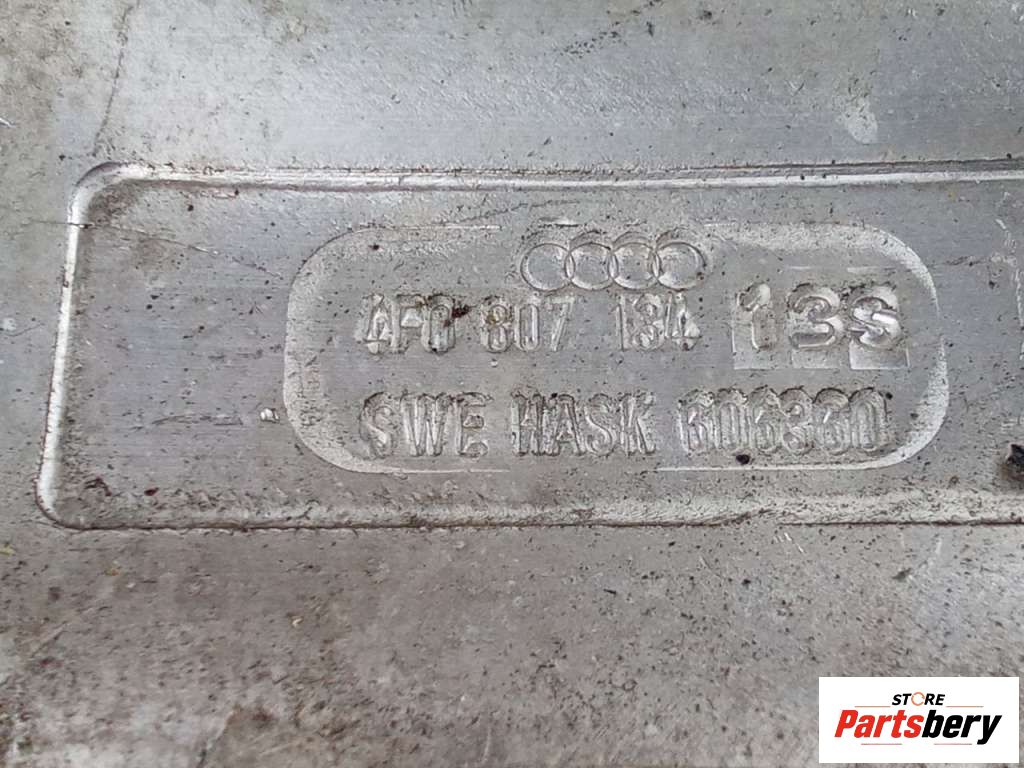 4F0 807 134 13S
SWE HASK 606360
STORE
Partsbery